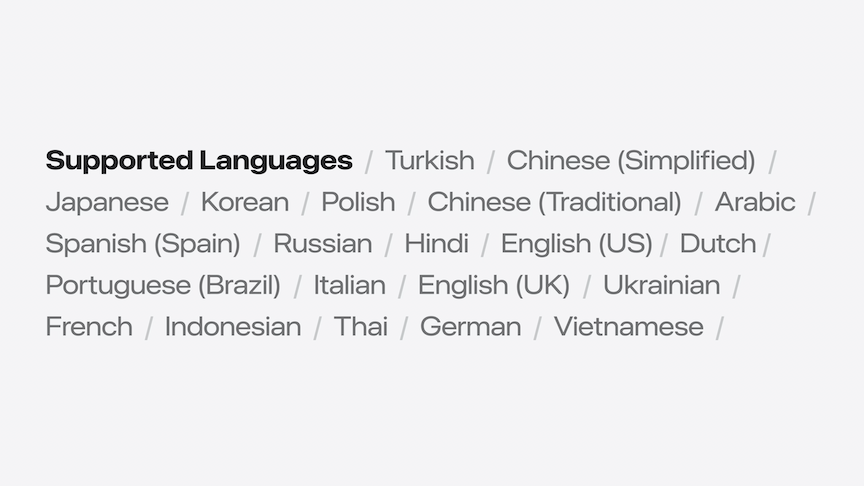 Supported Languages / Turkish / Chinese (Simplified) /
Japanese / Korean / Polish / Chinese (Traditional) / Arabic /
Spanish (Spain) / Russian / Hindi / English (US) / Dutch /
Portuguese (Brazil) / Italian / English (UK) / Ukrainian /
French / Indonesian / Thai / German / Vietnamese /